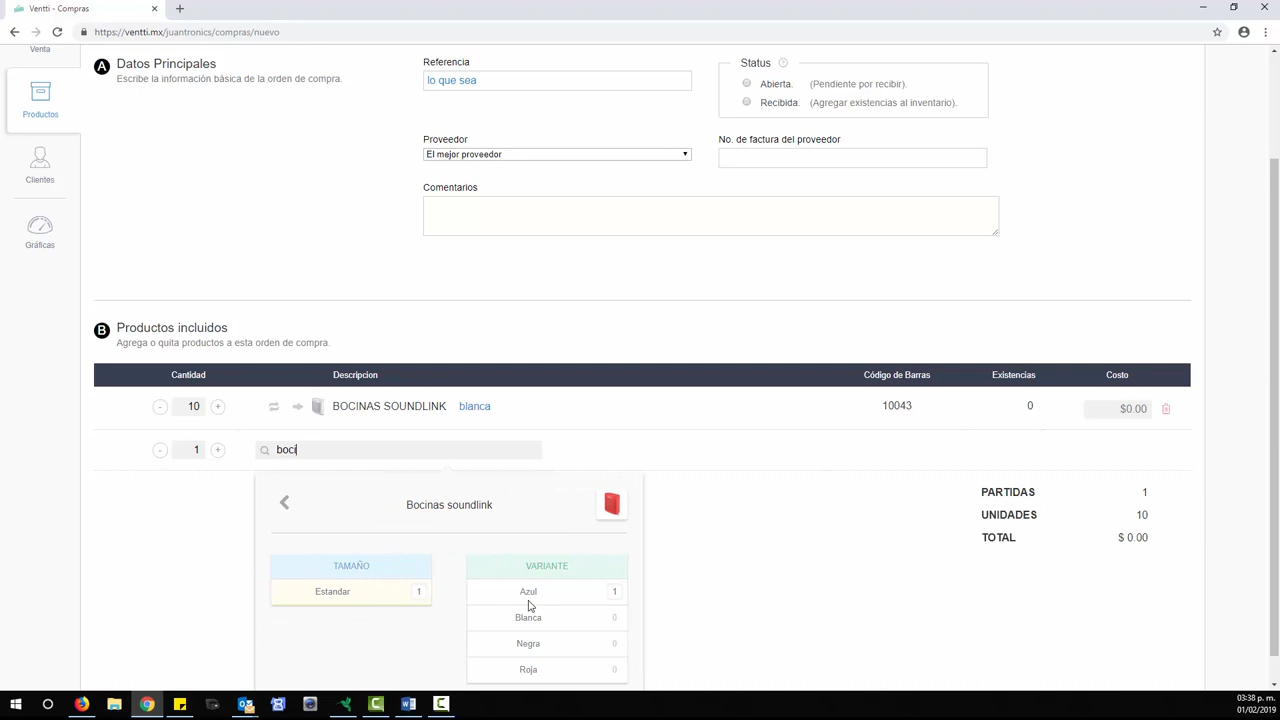 Ventti - Compras
https://ventti.mx/juantronics/compras/nuevo
Venta
Productos
Clientes
Gráficas
A Datos Principales
Escribe la información básica de la orden de compra.
Referencia
lo que sea
Status ?
Abierta. (Pendiente por recibir).
Recibida. (Agregar existencias al inventario).
Proveedor
El mejor proveedor
No. de factura del proveedor
Comentarios
B Productos incluidos
Agrega o quita productos a esta orden de compra.
Cantidad Descripcion Código de Barras Existencias Costo
- 10 + BOCINAS SOUNDLINK blanca 10043 0 $0.00
- 1 + boci
Bocinas soundlink
TAMAÑO
Estandar 1
VARIANTE
Azul 1
Blanca 0
Negra 0
Roja 0
PARTIDAS 1
UNIDADES 10
TOTAL $ 0.00
03:38 p. m.
01/02/2019